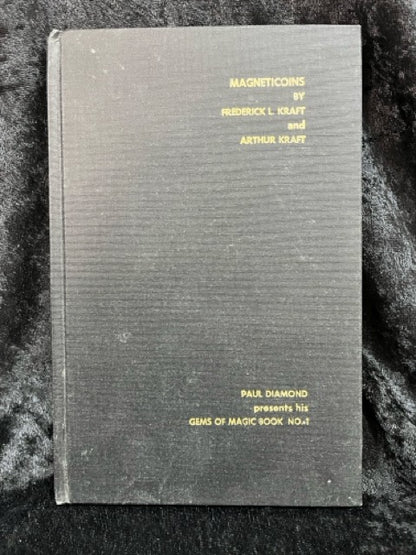 MAGNETICOINS
BY
FREDERICK L. KRAFT
and
ARTHUR KRAFT
PAUL DIAMOND
presents his
GEMS OF MAGIC BOOK NO.1